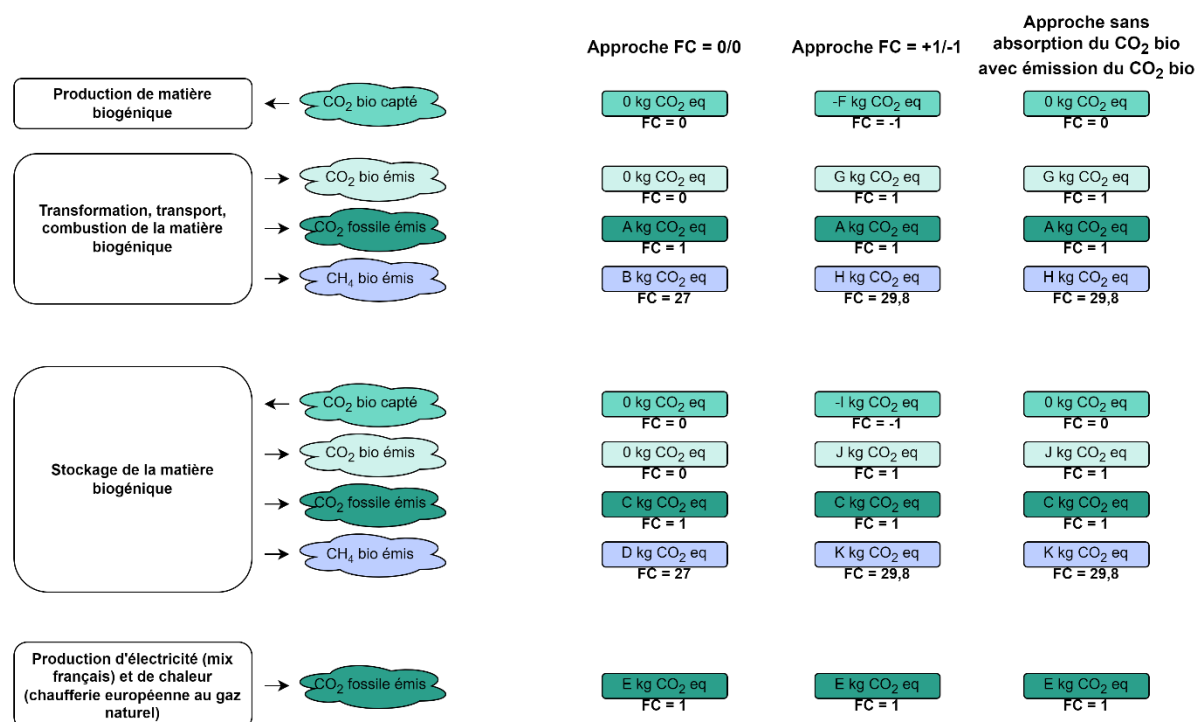 Approche FC = 0/0
Approche FC = +1/-1
Approche sans
absorption du CO2 bio
avec émission du CO2 bio
Production de matière
biogénique
CO2 bio capté
0 kg CO2 eq
FC = 0
-F kg CO2 eq
FC = -1
0 kg CO2 eq
FC = 0
Transformation, transport,
combustion de la matière
biogénique
CO2 bio émis
0 kg CO2 eq
FC = 0
G kg CO2 eq
FC = 1
G kg CO2 eq
FC = 1
CO2 fossile émis
A kg CO2 eq
FC = 1
A kg CO2 eq
FC = 1
A kg CO2 eq
FC = 1
CH4 bio émis
B kg CO2 eq
FC = 27
H kg CO2 eq
FC = 29,8
H kg CO2 eq
FC = 29,8
Stockage de la matière
biogénique
CO2 bio capté
0 kg CO2 eq
FC = 0
-I kg CO2 eq
FC = -1
0 kg CO2 eq
FC = 0
CO2 bio émis
0 kg CO2 eq
FC = 0
J kg CO2 eq
FC = 1
J kg CO2 eq
FC = 1
CO2 fossile émis
C kg CO2 eq
FC = 1
C kg CO2 eq
FC = 1
C kg CO2 eq
FC = 1
CH4 bio émis
D kg CO2 eq
FC = 27
K kg CO2 eq
FC = 29,8
K kg CO2 eq
FC = 29,8
Production d'électricité (mix
français) et de chaleur
(chaufferie européenne au gaz
naturel)
CO2 fossile émis
E kg CO2 eq
FC = 1
E kg CO2 eq
FC = 1
E kg CO2 eq
FC = 1